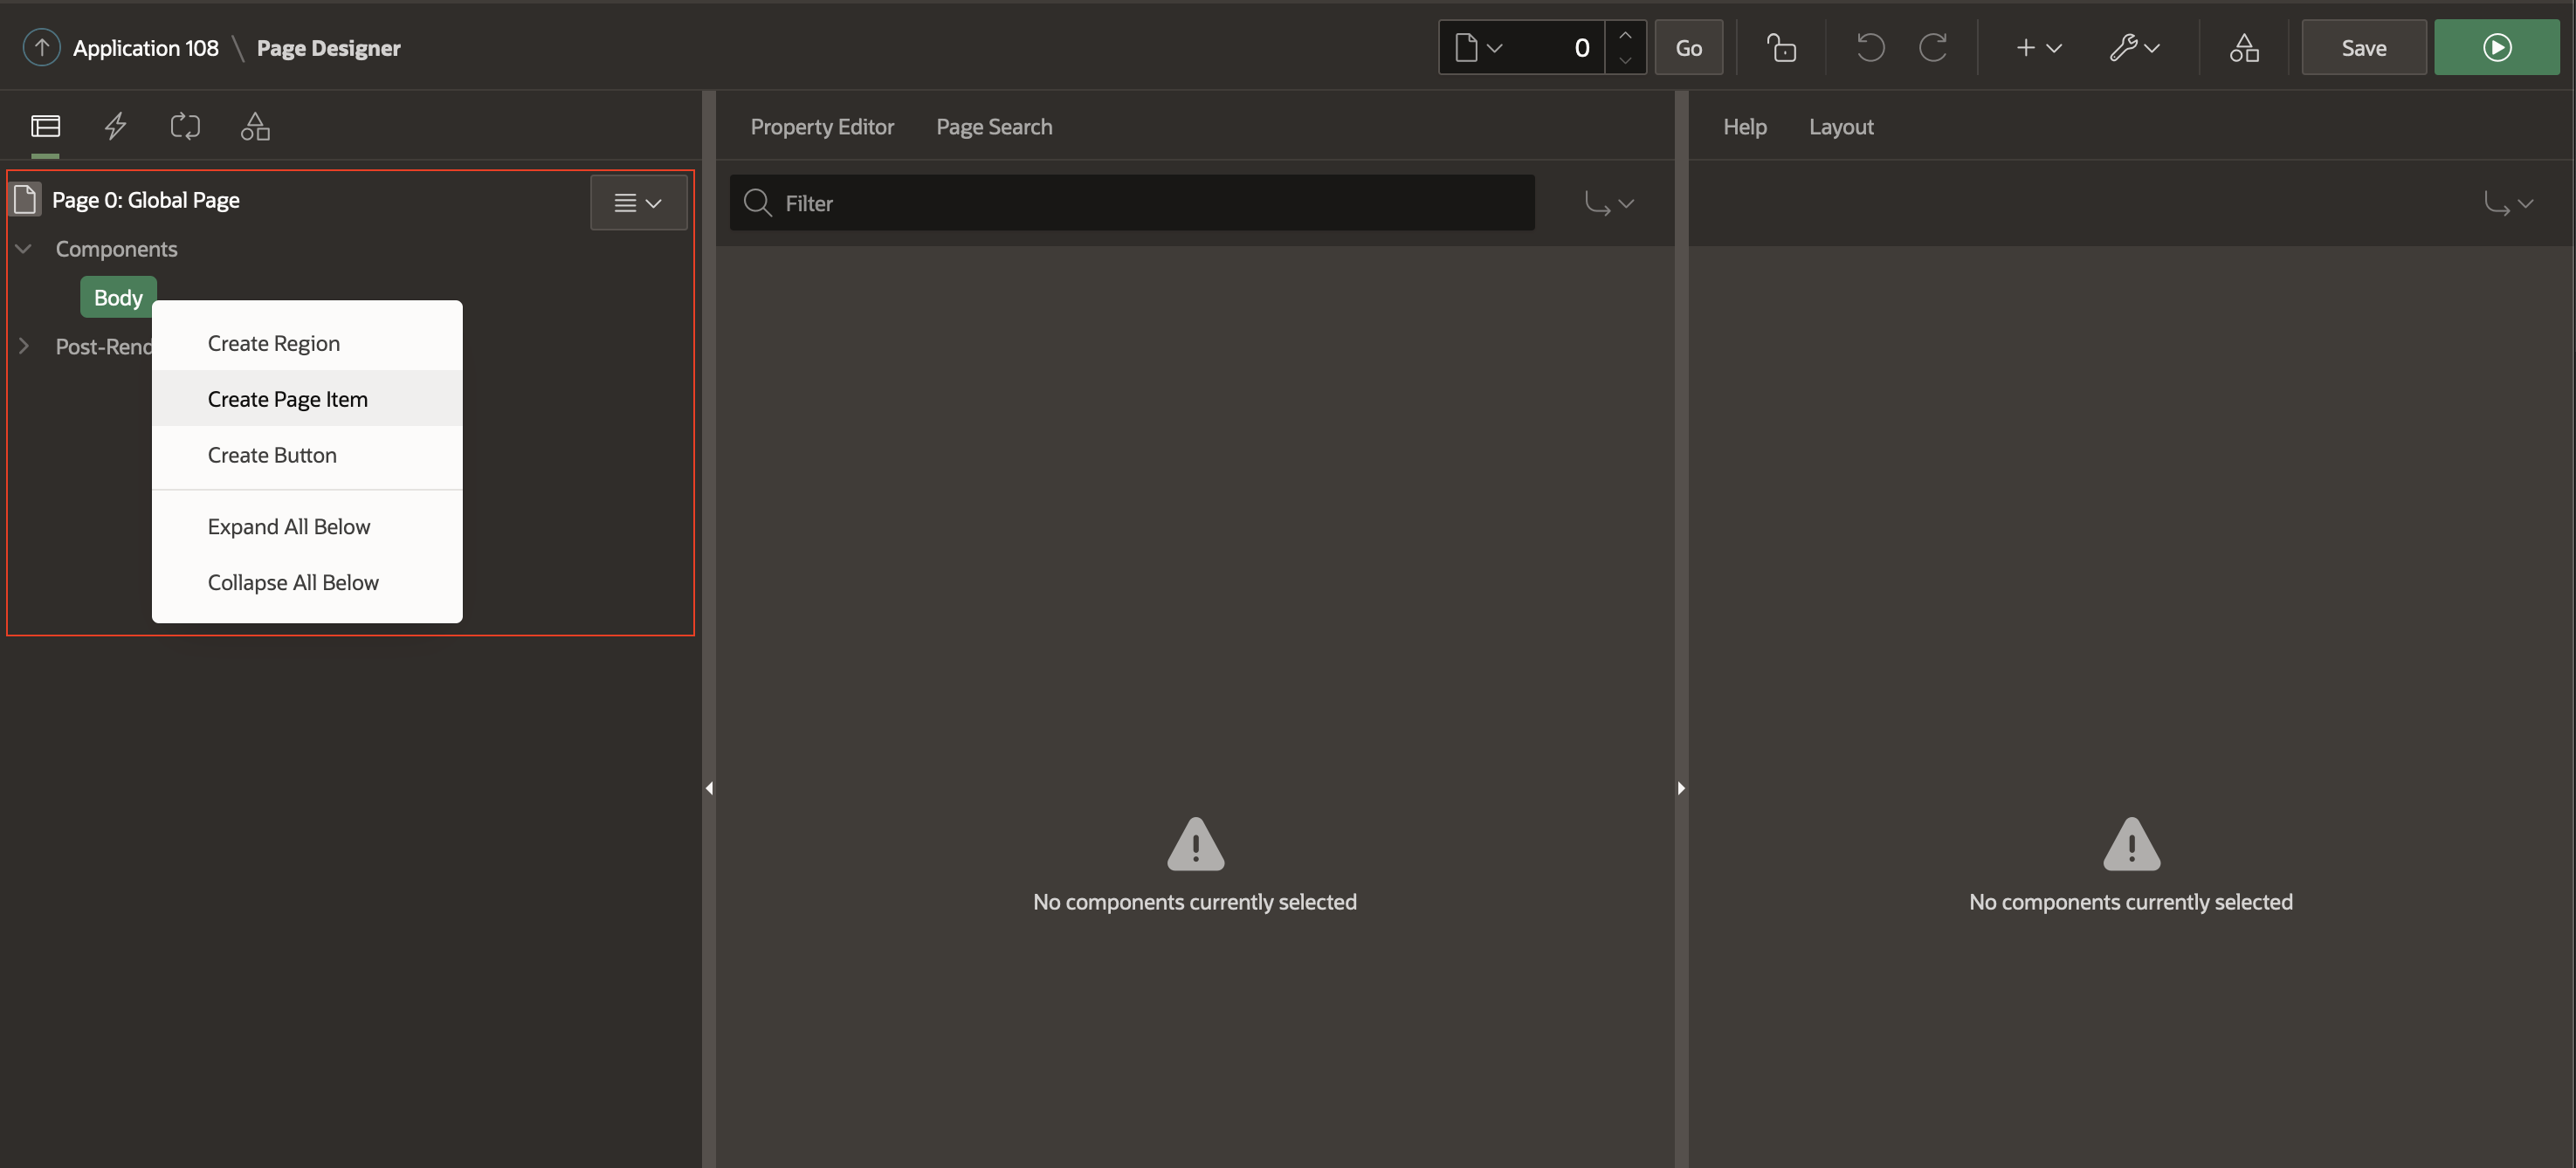 Application 108 \ Page Designer
0
Go
Save
Property Editor
Page Search
Help
Layout
Page 0: Global Page
Filter
Components
Body
Post-Rend
Create Region
Create Page Item
Create Button
Expand All Below
Collapse All Below
No components currently selected
No components currently selected